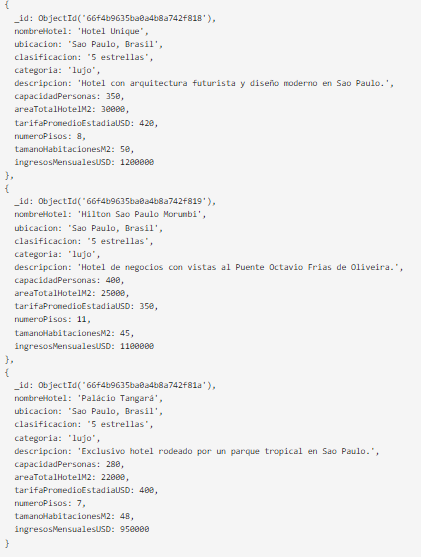 {
_id: ObjectId('66f4b9635ba0a4b8a742f818'),
nombreHotel: 'Hotel Unique',
ubicacion: 'Sao Paulo, Brasil',
clasificacion: '5 estrellas',
categoria: 'lujo',
descripcion: 'Hotel con arquitectura futurista y diseño moderno en Sao Paulo.',
capacidadPersonas: 350,
areaTotalHotelM2: 30000,
tarifaPromedioEstadiaUSD: 420,
numeroPisos: 8,
tamanoHabitacionesM2: 50,
ingresosMensualesUSD: 1200000
},
{
_id: ObjectId('66f4b9635ba0a4b8a742f819'),
nombreHotel: 'Hilton Sao Paulo Morumbi',
ubicacion: 'Sao Paulo, Brasil',
clasificacion: '5 estrellas',
categoria: 'lujo',
descripcion: 'Hotel de negocios con vistas al Puente Octavio Frias de Oliveira.',
capacidadPersonas: 400,
areaTotalHotelM2: 25000,
tarifaPromedioEstadiaUSD: 350,
numeroPisos: 11,
tamanoHabitacionesM2: 45,
ingresosMensualesUSD: 1100000
},
{
_id: ObjectId('66f4b9635ba0a4b8a742f81a'),
nombreHotel: 'Palácio Tangará',
ubicacion: 'Sao Paulo, Brasil',
clasificacion: '5 estrellas',
categoria: 'lujo',
descripcion: 'Exclusivo hotel rodeado por un parque tropical en Sao Paulo.',
capacidadPersonas: 280,
areaTotalHotelM2: 22000,
tarifaPromedioEstadiaUSD: 400,
numeroPisos: 7,
tamanoHabitacionesM2: 48,
ingresosMensualesUSD: 950000
}